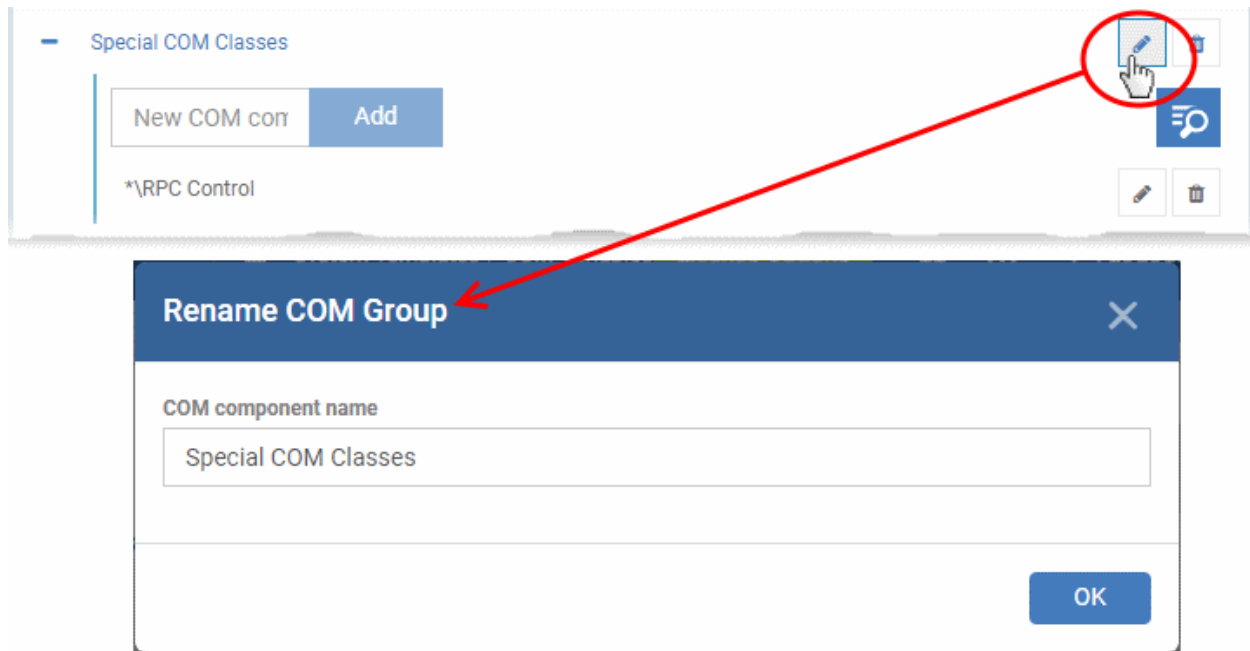 Special COM Classes
New COM com
Add
*\RPC Control
Rename COM Group
COM component name
Special COM Classes
OK